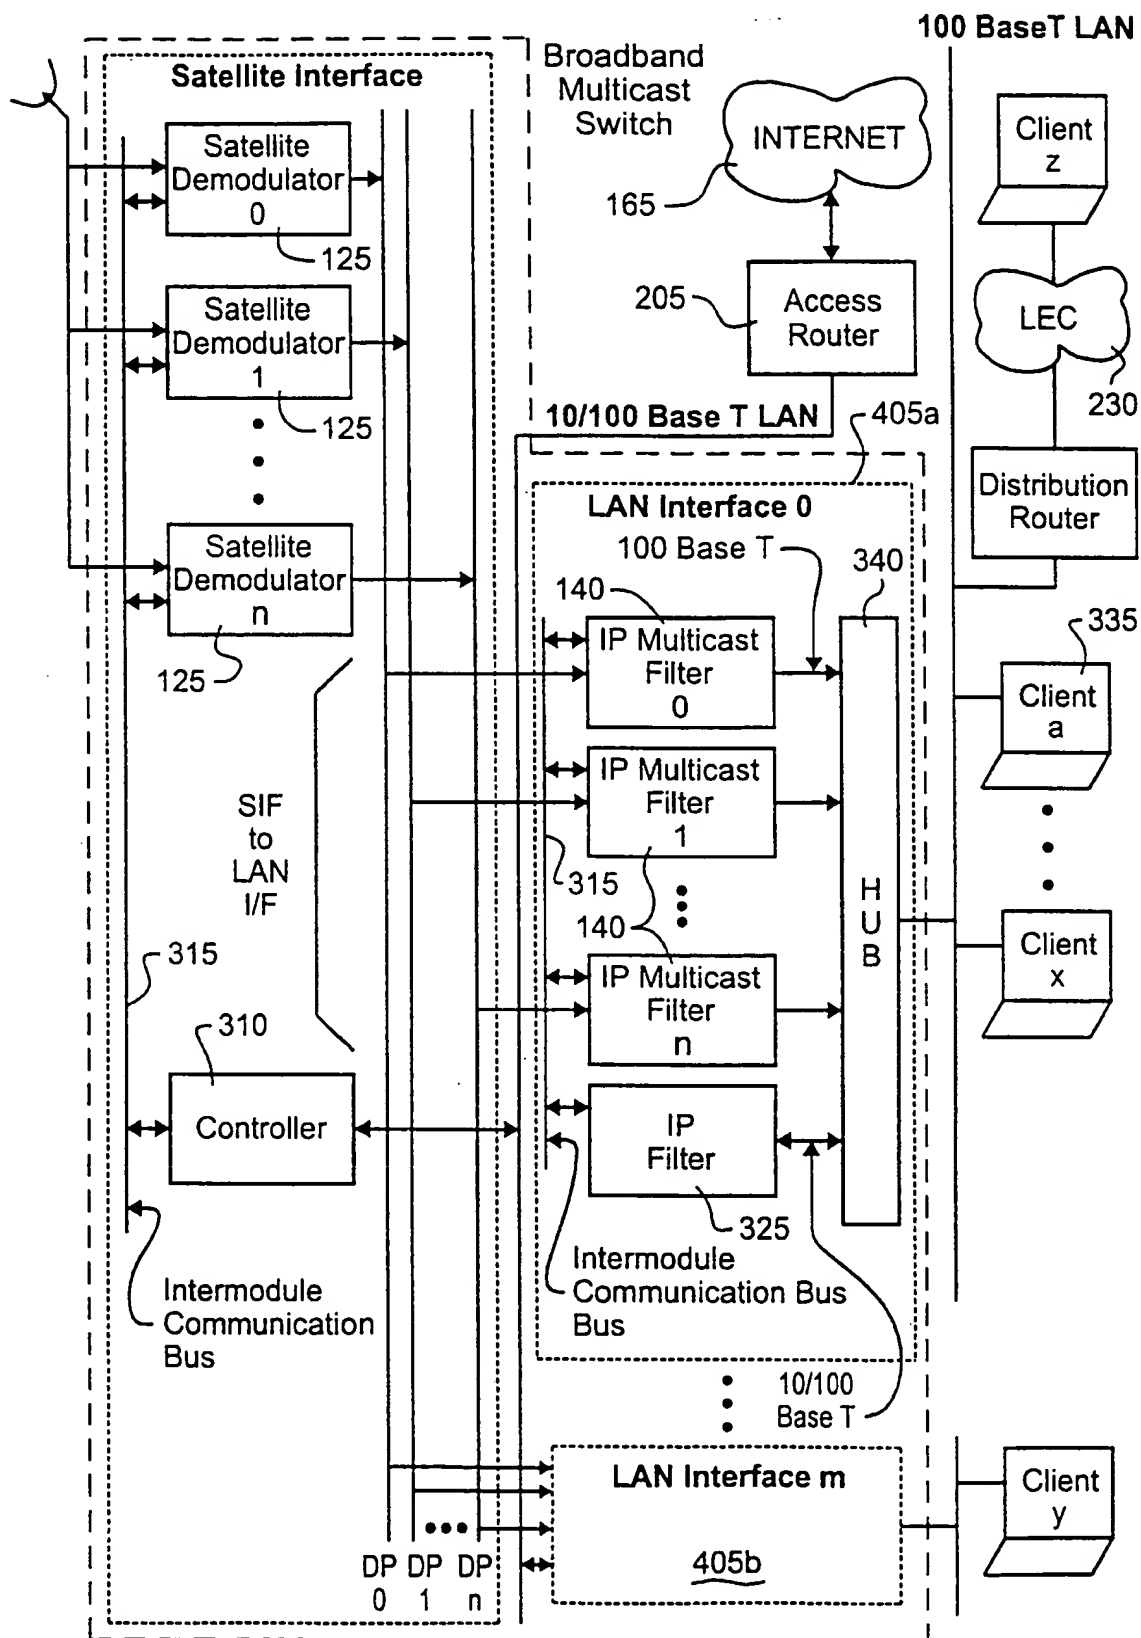 100 BaseT LAN
Satellite Interface
Broadband
Multicast
Switch
INTERNET
165
Client
z
Satellite
Demodulator
0
125
205
Access
Router
LEC
230
Satellite
Demodulator
1
125
10/100 Base T LAN
405a
Distribution
Router
LAN Interface 0
100 Base T
340
Satellite
Demodulator
n
125
140
IP Multicast
Filter
0
335
Client
a
IP Multicast
Filter
1
315
140
SIF
to
LAN
I/F
H
U
B
IP Multicast
Filter
n
Client
x
315
310
Controller
IP
Filter
325
Intermodule
Communication
Bus
Intermodule
Communication Bus
Bus
10/100
Base T
LAN Interface m
405b
Client
y
DP DP DP
0 1 n